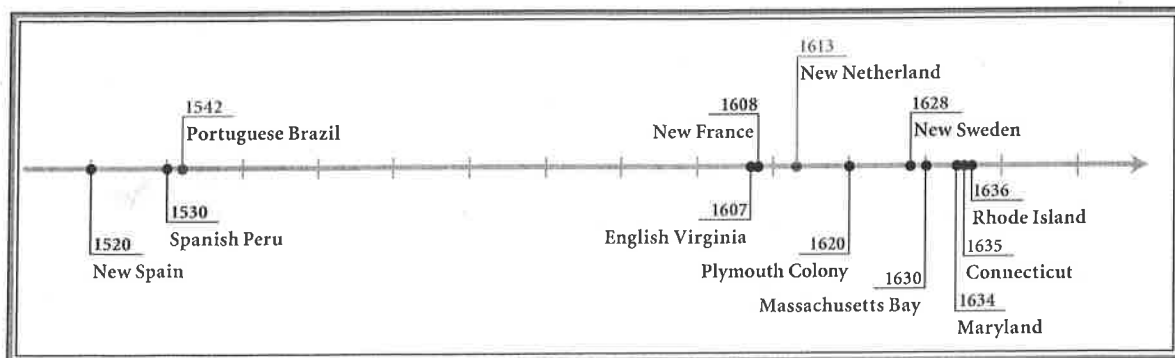 1613
New Netherland
1542
Portuguese Brazil
1608
New France
1628
New Sweden
1520
New Spain
1530
Spanish Peru
1607
English Virginia
1620
Plymouth Colony
1630
Massachusetts Bay
1636
Rhode Island
1635
Connecticut
1634
Maryland